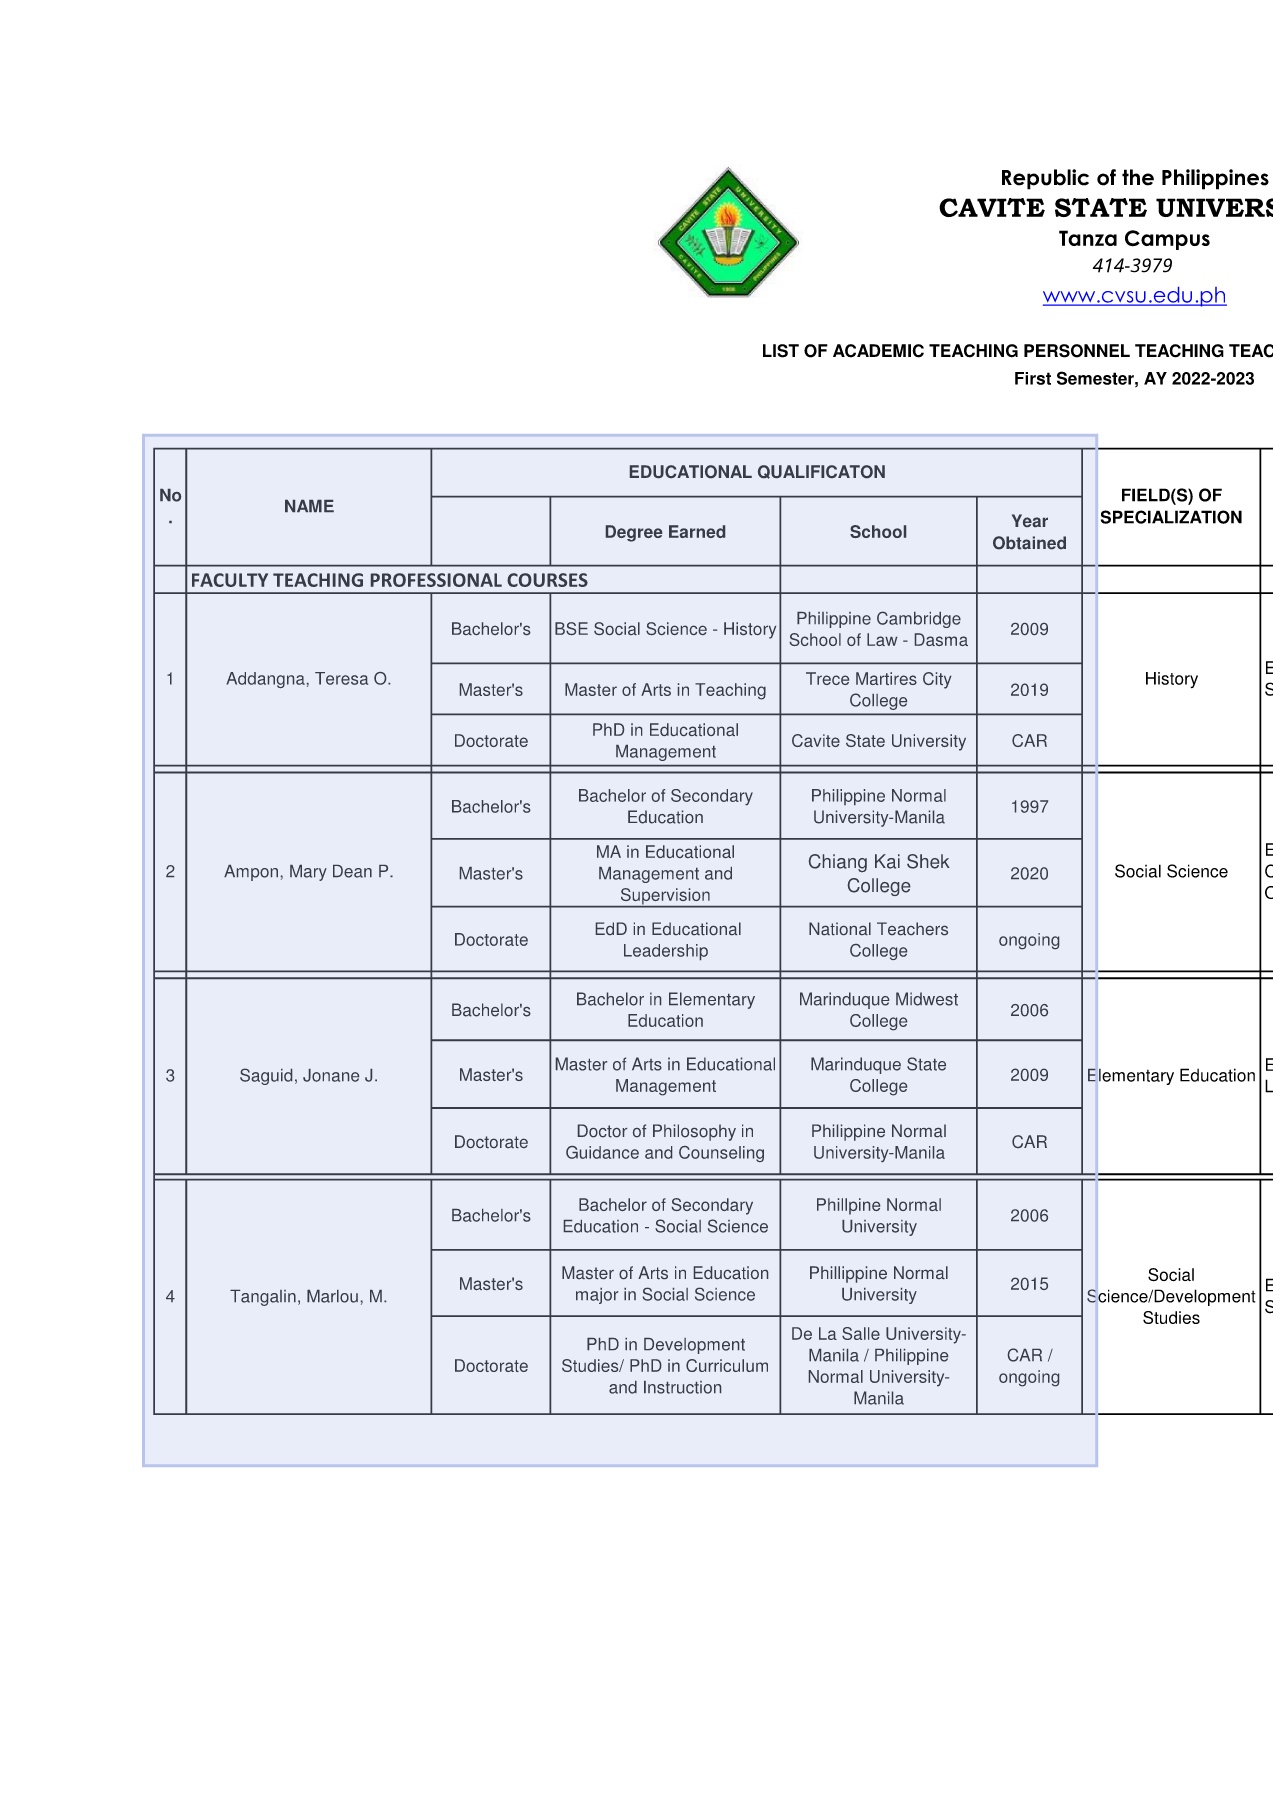 Republic of the Philippines
CAVITE STATE UNIVERS
Tanza Campus
414-3979
www.cvsu.edu.ph
LIST OF ACADEMIC TEACHING PERSONNEL TEACHING TEAC
First Semester, AY 2022-2023
No
.
NAME
EDUCATIONAL QUALIFICATON
FIELD(S) OF
SPECIALIZATION
Degree Earned
School
Year
Obtained
FACULTY TEACHING PROFESSIONAL COURSES
1
Addangna, Teresa O.
Bachelor's
BSE Social Science - History
Philippine Cambridge
School of Law - Dasma
2009
Master's
Master of Arts in Teaching
Trece Martires City
College
2019
Doctorate
PhD in Educational
Management
Cavite State University
CAR
History
E
S
2
Ampon, Mary Dean P.
Bachelor's
Bachelor of Secondary
Education
Philippine Normal
University-Manila
1997
Master's
MA in Educational
Management and
Supervision
Chiang Kai Shek
College
2020
Doctorate
EdD in Educational
Leadership
National Teachers
College
ongoing
Social Science
E
C
C
3
Saguid, Jonane J.
Bachelor's
Bachelor in Elementary
Education
Marinduque Midwest
College
2006
Master's
Master of Arts in Educational
Management
Marinduque State
College
2009
Doctorate
Doctor of Philosophy in
Guidance and Counseling
Philippine Normal
University-Manila
CAR
Elementary Education
E
L
4
Tangalin, Marlou, M.
Bachelor's
Bachelor of Secondary
Education - Social Science
Phillpine Normal
University
2006
Master's
Master of Arts in Education
major in Social Science
Phillippine Normal
University
2015
Doctorate
PhD in Development
Studies/ PhD in Curriculum
and Instruction
De La Salle University-
Manila / Philippine
Normal University-
Manila
CAR /
ongoing
Social
Science/Development
Studies
E
S
CAVITE STATE UNIVERSITY
CAVITE
1906
PHILIPPINES